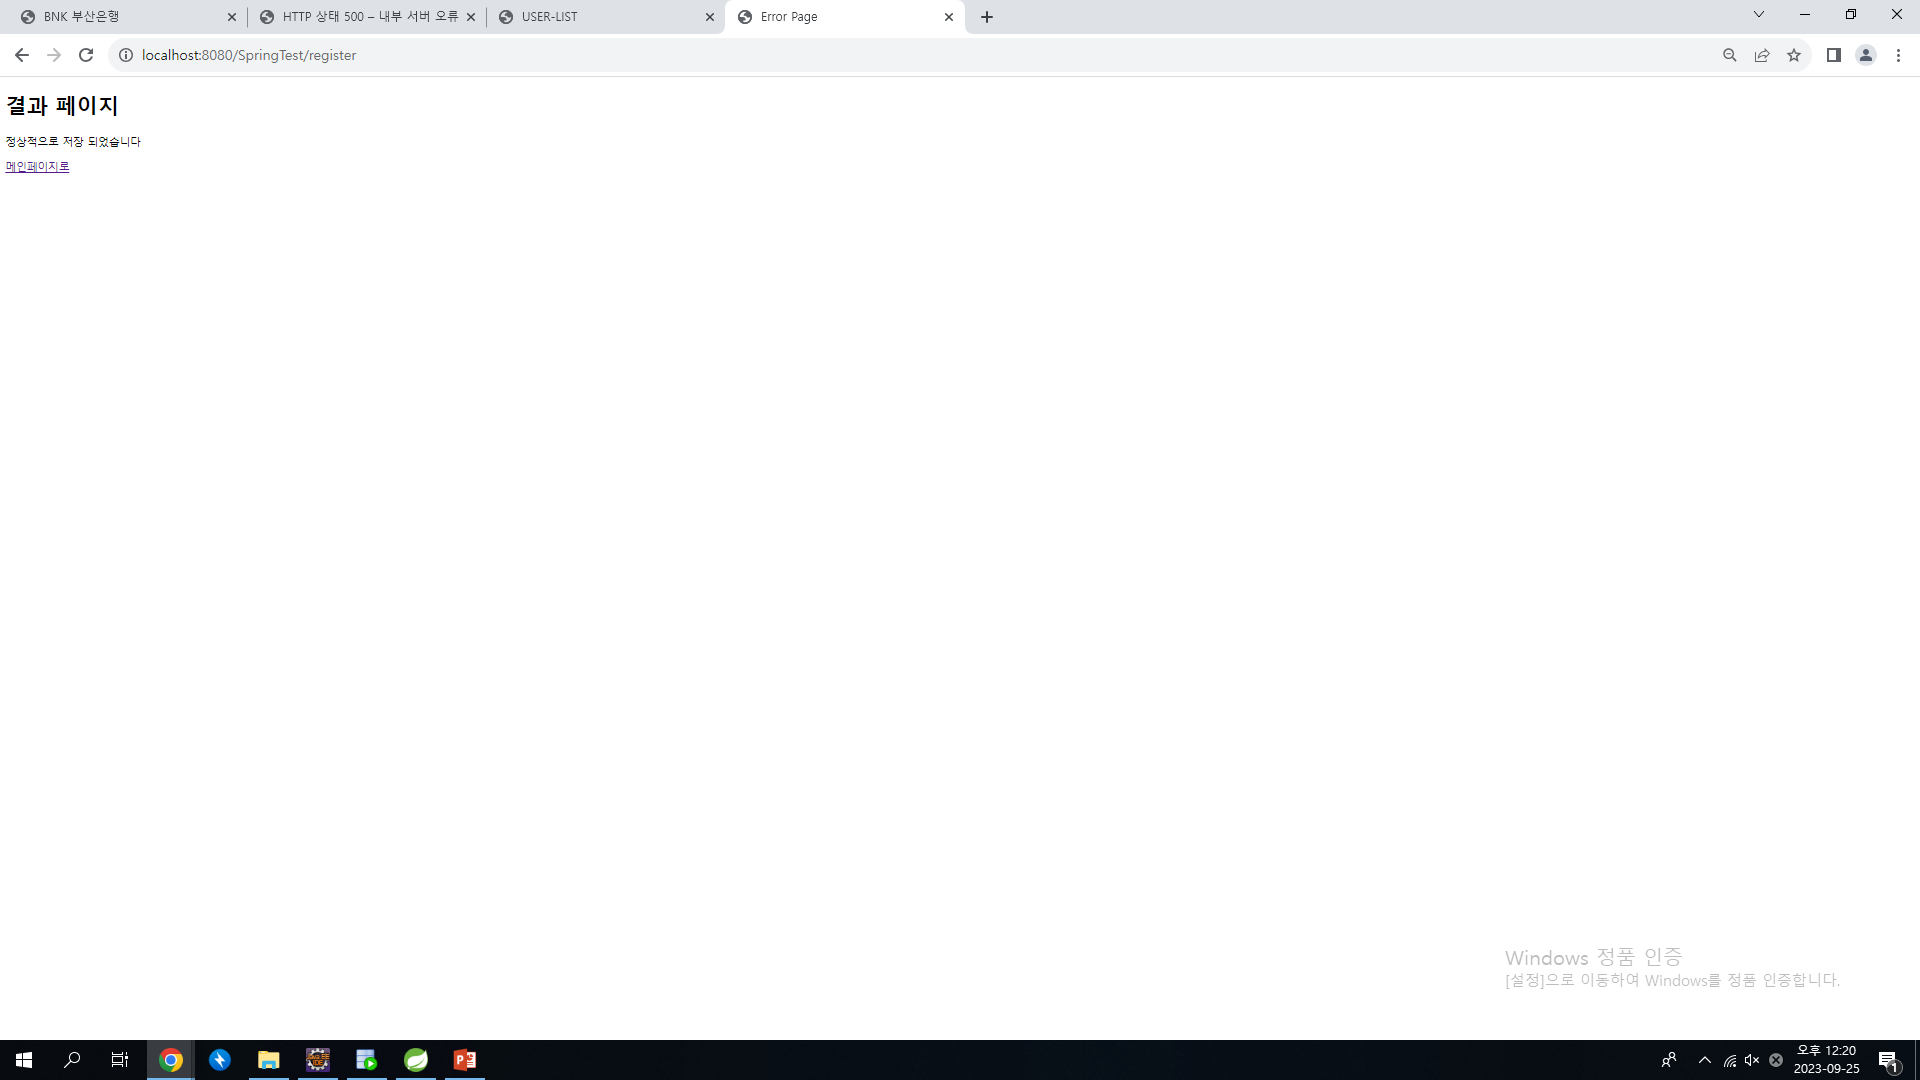 BNK 부산은행
HTTP 상태 500 – 내부 서버 오류
USER-LIST
Error Page
localhost:8080/SpringTest/register
결과 페이지
정상적으로 저장 되었습니다
메인페이지로
Windows 정품 인증
[설정]으로 이동하여 Windows를 정품 인증합니다.
오후 12:20
2023-09-25
1